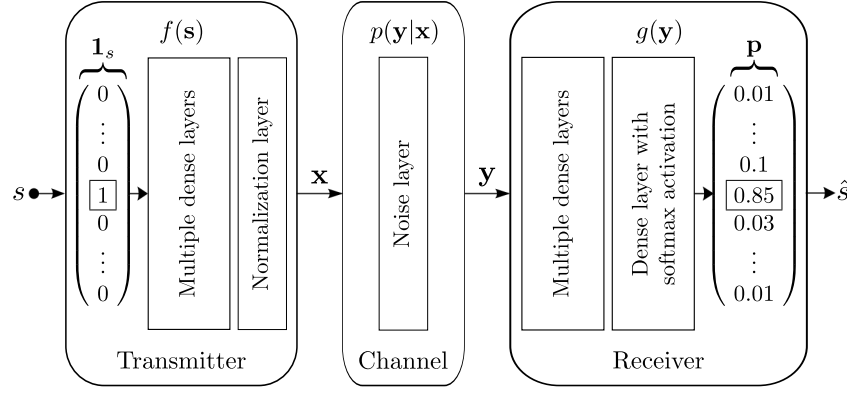 f(s)
p(y|x)
g(y)
1ₛ
p
0
⋮
0
1
0
⋮
0
s
Multiple dense layers
Normalization layer
x
Noise layer
y
Multiple dense layers
Dense layer with
softmax activation
0.01
⋮
0.1
0.85
0.03
⋮
0.01
ŝ
Transmitter
Channel
Receiver